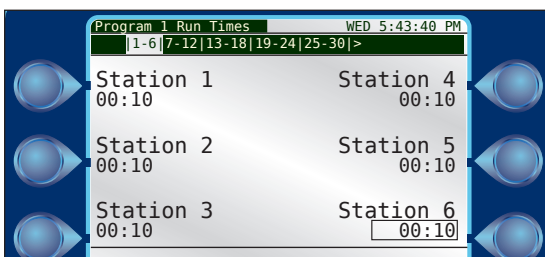 Program 1 Run Times WED 5:43:40 PM
|1-6|7-12|13-18|19-24|25-30|>
Station 1 Station 4
00:10 00:10
Station 2 Station 5
00:10 00:10
Station 3 Station 6
00:10 00:10